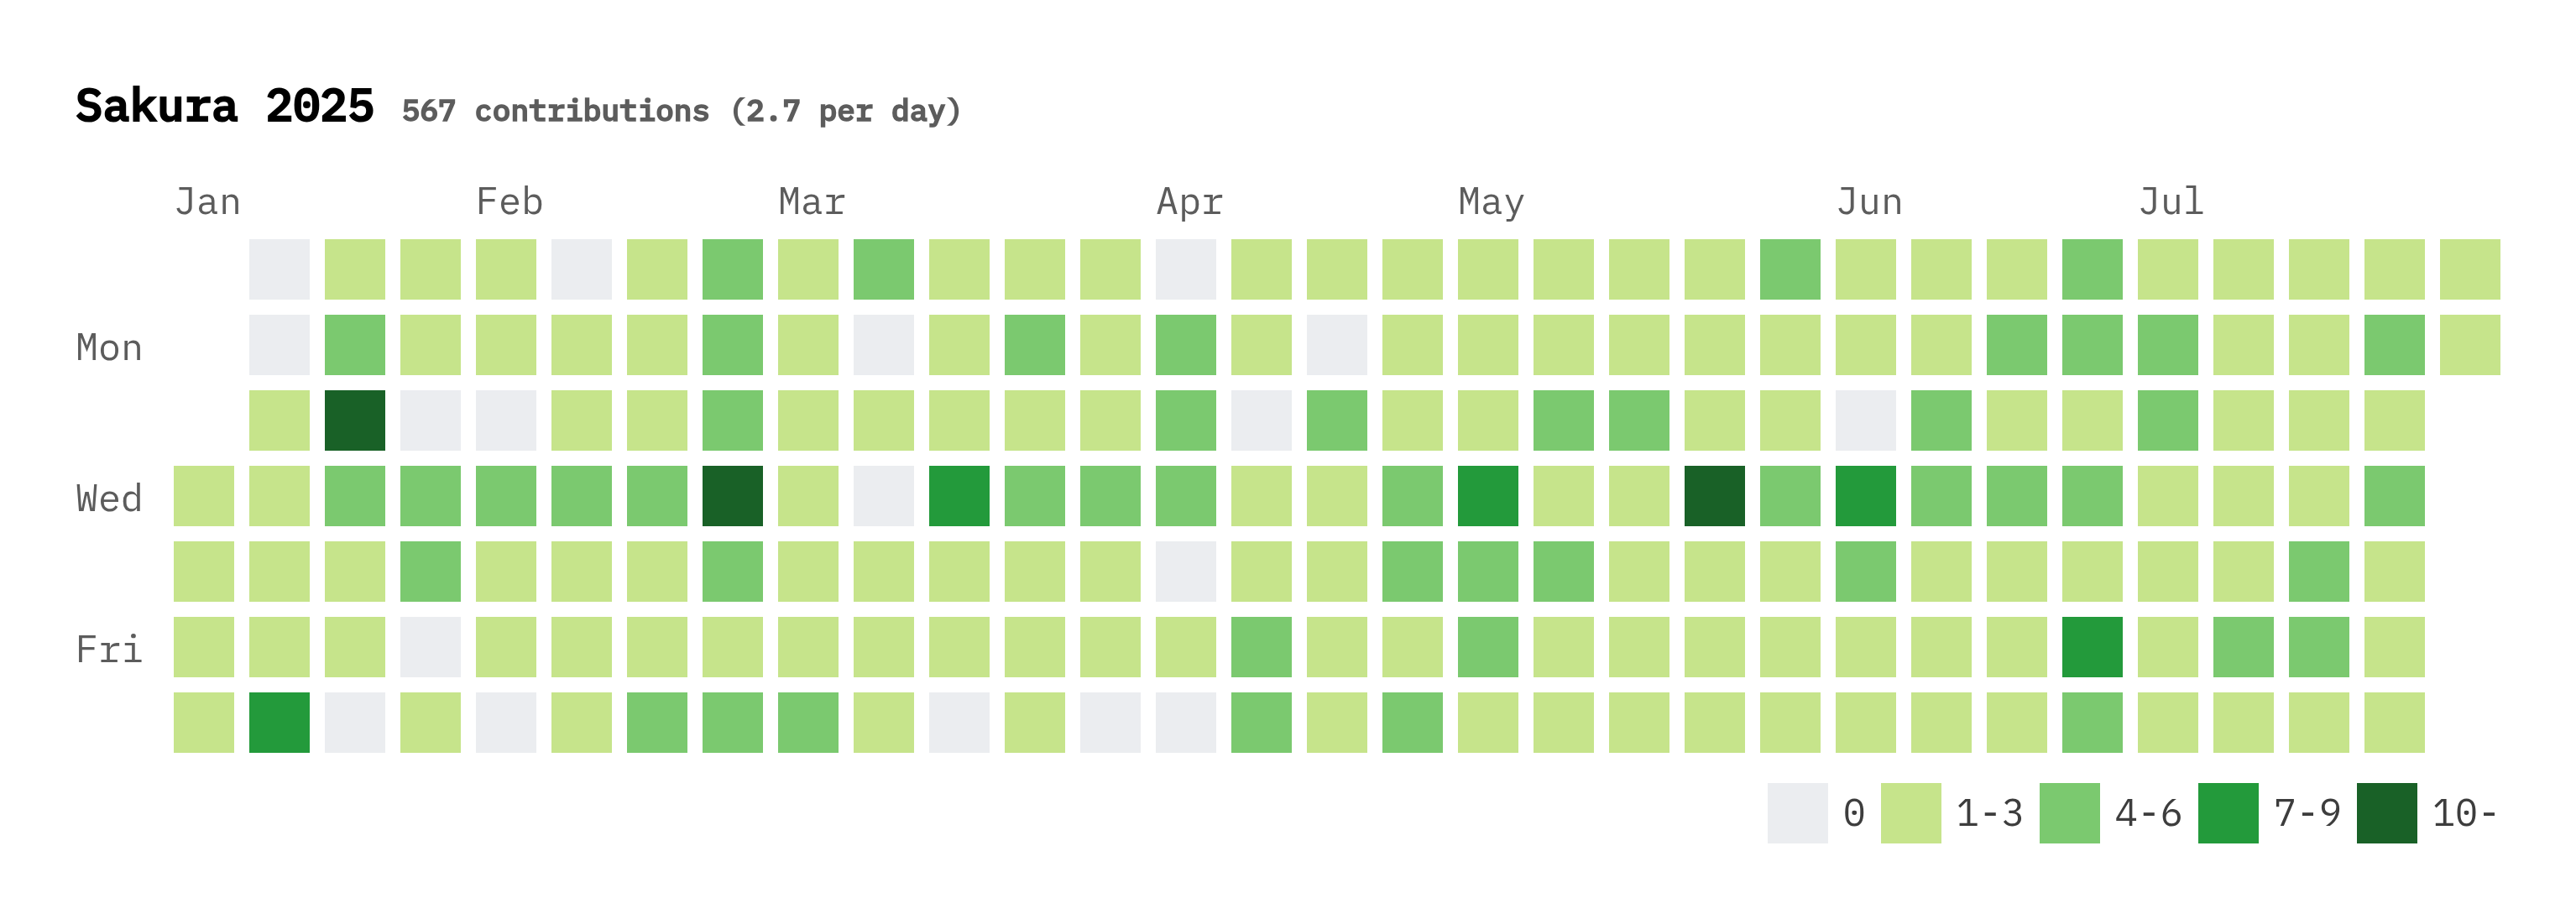 Sakura 2025 567 contributions (2.7 per day)
Jan Feb Mar Apr May Jun Jul
Mon
Wed
Fri
0 1-3 4-6 7-9 10-